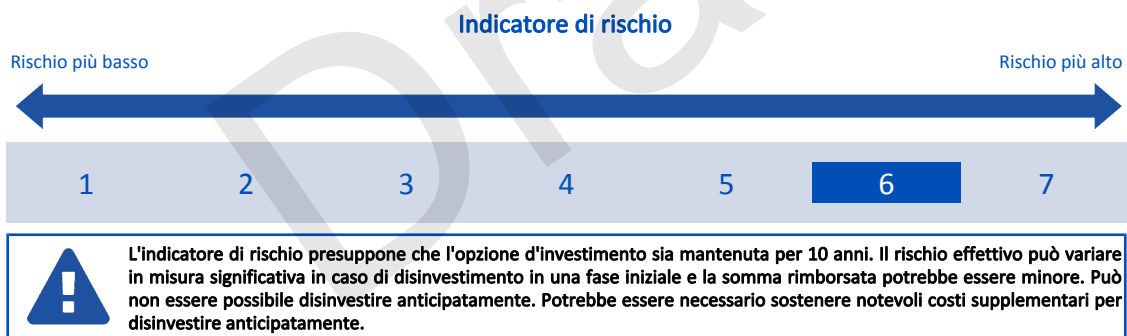 Indicatore di rischio
Rischio più basso
Rischio più alto
1 2 3 4 5 6 7
L'indicatore di rischio presuppone che l'opzione d'investimento sia mantenuta per 10 anni. Il rischio effettivo può variare
in misura significativa in caso di disinvestimento in una fase iniziale e la somma rimborsata potrebbe essere minore. Può
non essere possibile disinvestire anticipatamente. Potrebbe essere necessario sostenere notevoli costi supplementari per
disinvestire anticipatamente.